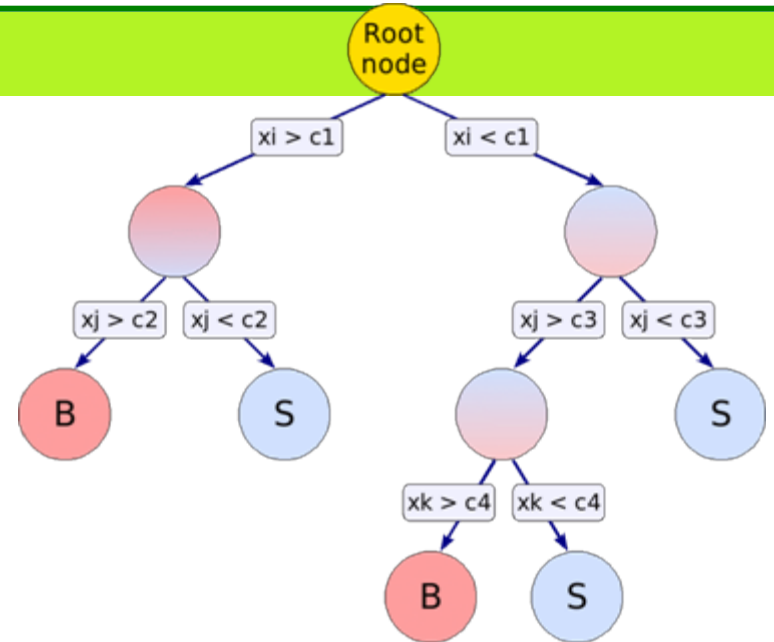 Root
node
xi > c1
xi < c1
xj > c2
xj < c2
xj > c3
xj < c3
B
S
S
xk > c4
xk < c4
B
S